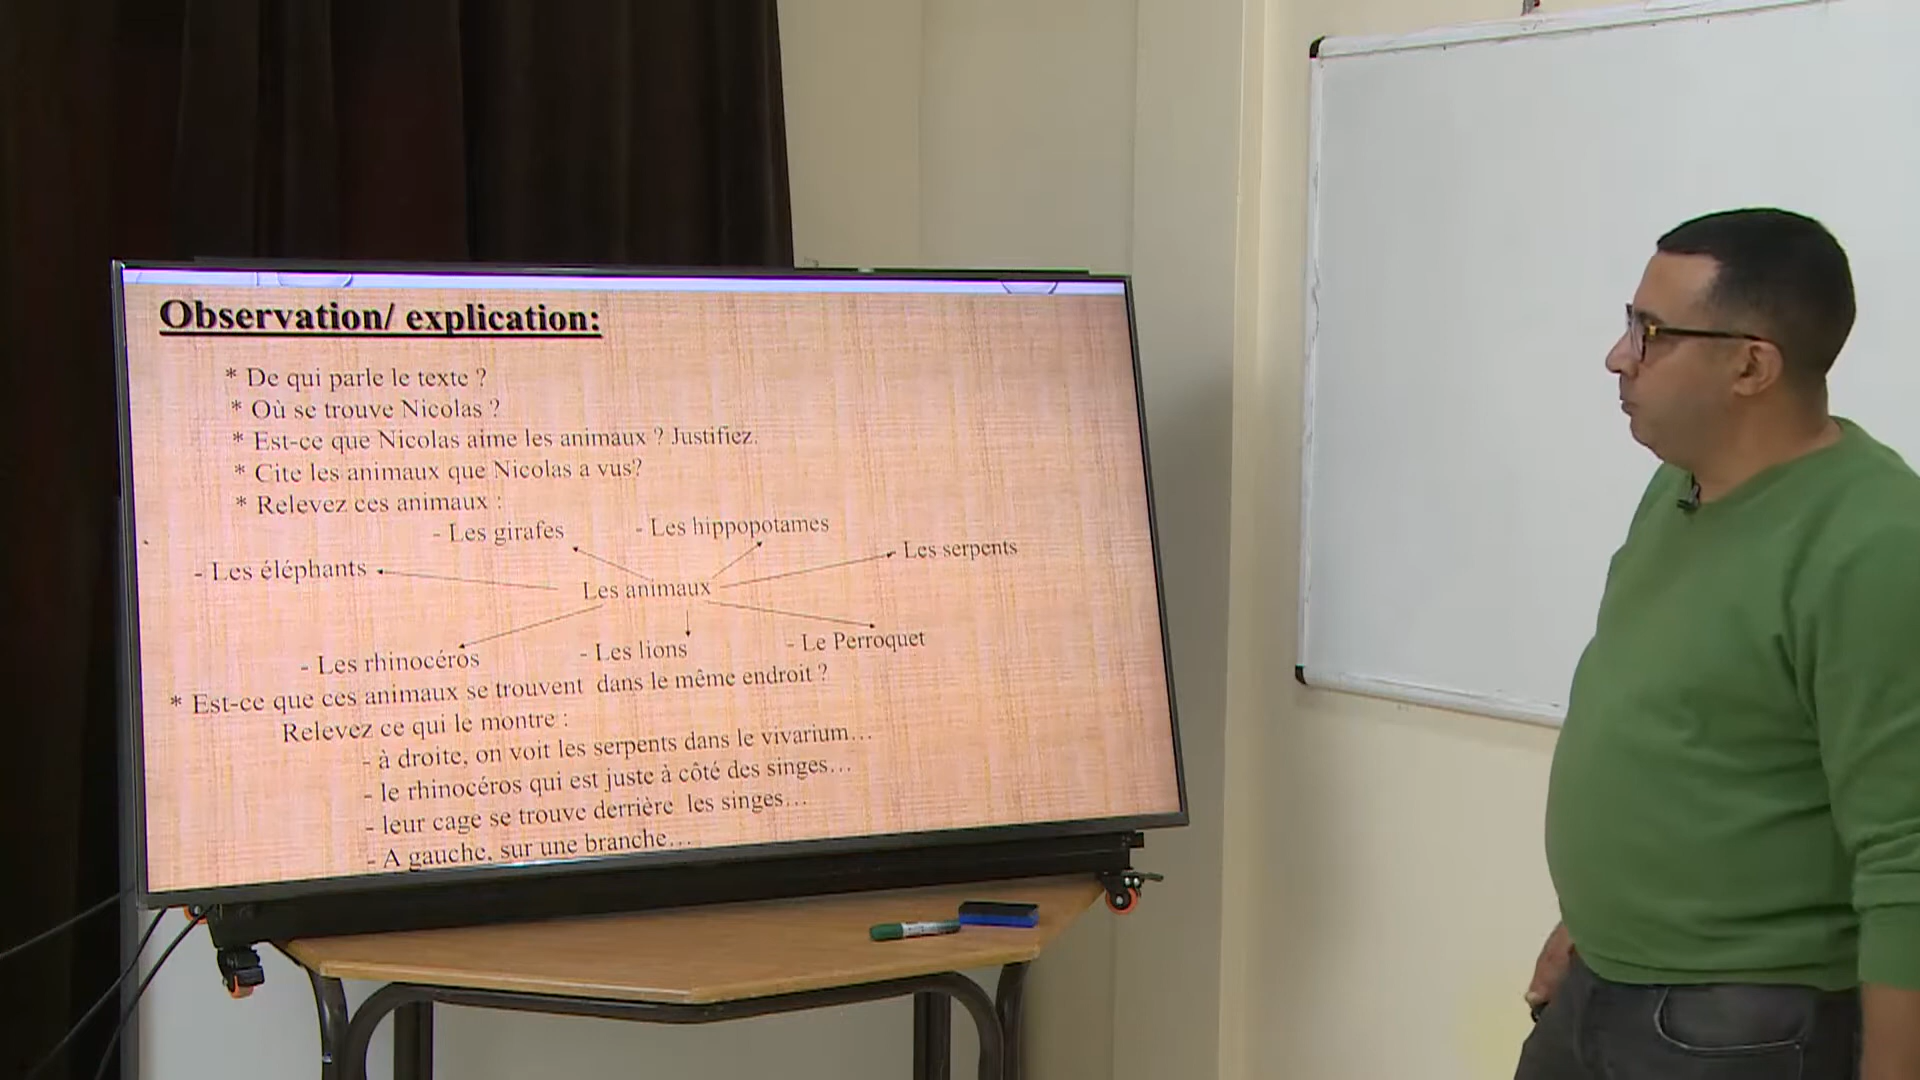 Observation/ explication:
* De qui parle le texte ?
* Où se trouve Nicolas ?
* Est-ce que Nicolas aime les animaux ? Justifiez.
* Cite les animaux que Nicolas a vus?
* Relevez ces animaux :
- Les girafes - Les hippopotames
- Les éléphants - Les serpents
Les animaux
- Les rhinocéros - Les lions - Le Perroquet
* Est-ce que ces animaux se trouvent dans le même endroit ?
Relevez ce qui le montre :
- à droite, on voit les serpents dans le vivarium…
- le rhinocéros qui est juste à côté des singes…
- leur cage se trouve derrière les singes…
- A gauche, sur une branche…